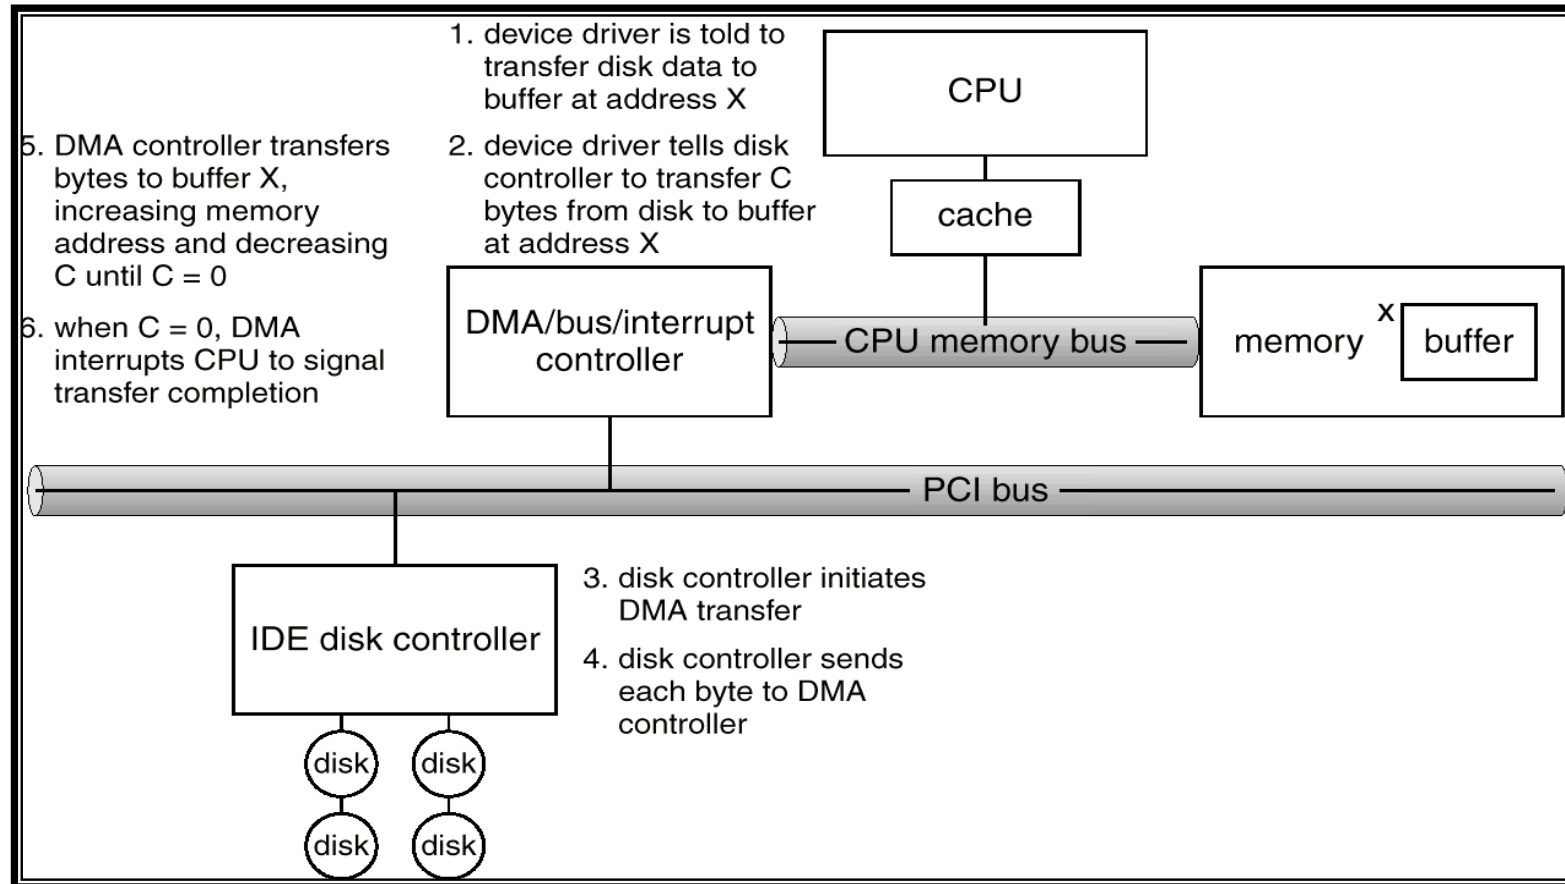 1. device driver is told to
transfer disk data to
buffer at address X
CPU
5. DMA controller transfers
bytes to buffer X,
increasing memory
address and decreasing
C until C = 0
2. device driver tells disk
controller to transfer C
bytes from disk to buffer
at address X
cache
6. when C = 0, DMA
interrupts CPU to signal
transfer completion
DMA/bus/interrupt
controller
CPU memory bus
memory
x
buffer
PCI bus
IDE disk controller
3. disk controller initiates
DMA transfer
4. disk controller sends
each byte to DMA
controller
disk
disk
disk
disk